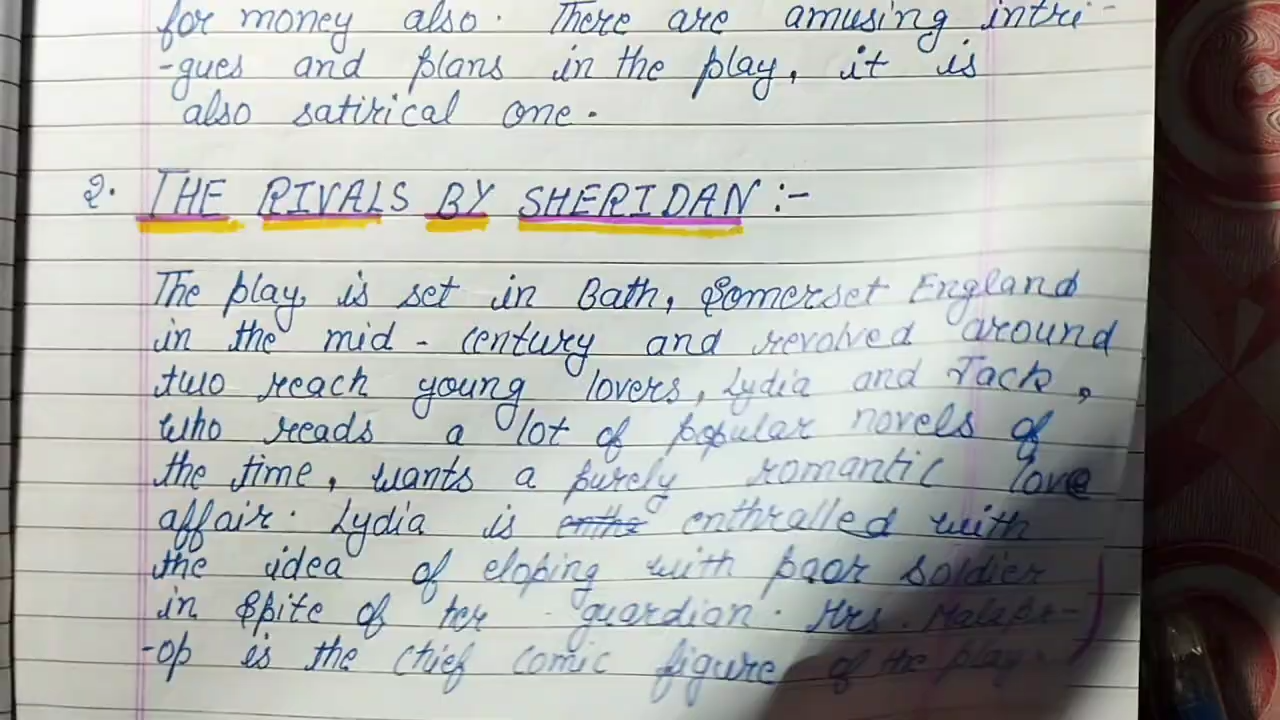 for money also. There are amusing intri-
-gues and plans in the play, it is
also satirical one.
2. THE RIVALS BY SHERIDAN :-
The play, is set in Bath, Somerset England
in the mid - century and revolved around
two reach young lovers, Lydia and Jack,
who reads a lot of popular novels of
the time, wants a purely romantic love
affair. Lydia is enthralled with
the idea of eloping with poor soldier
in spite of her guardian. Mrs. Malapr-
-op is the chief comic figure of the play.